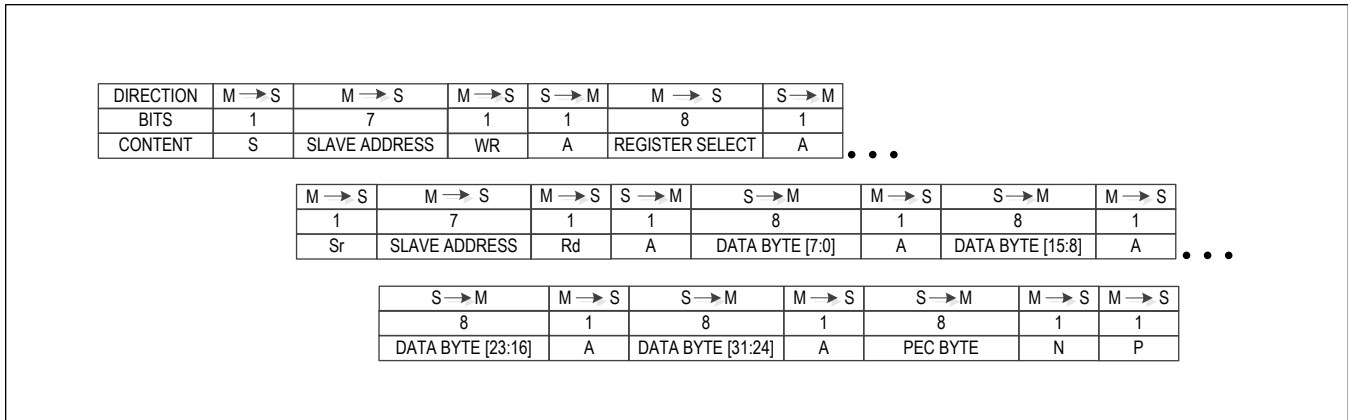 DIRECTION M → S M → S M → S S → M M → S S → M
BITS 1 7 1 1 8 1
CONTENT S SLAVE ADDRESS WR A REGISTER SELECT A • • •
M → S M → S M → S S → M S → M M → S S → M M → S
1 7 1 1 8 1 8 1
Sr SLAVE ADDRESS Rd A DATA BYTE [7:0] A DATA BYTE [15:8] A • • •
S → M M → S S → M M → S S → M M → S M → S
8 1 8 1 8 1 1
DATA BYTE [23:16] A DATA BYTE [31:24] A PEC BYTE N P